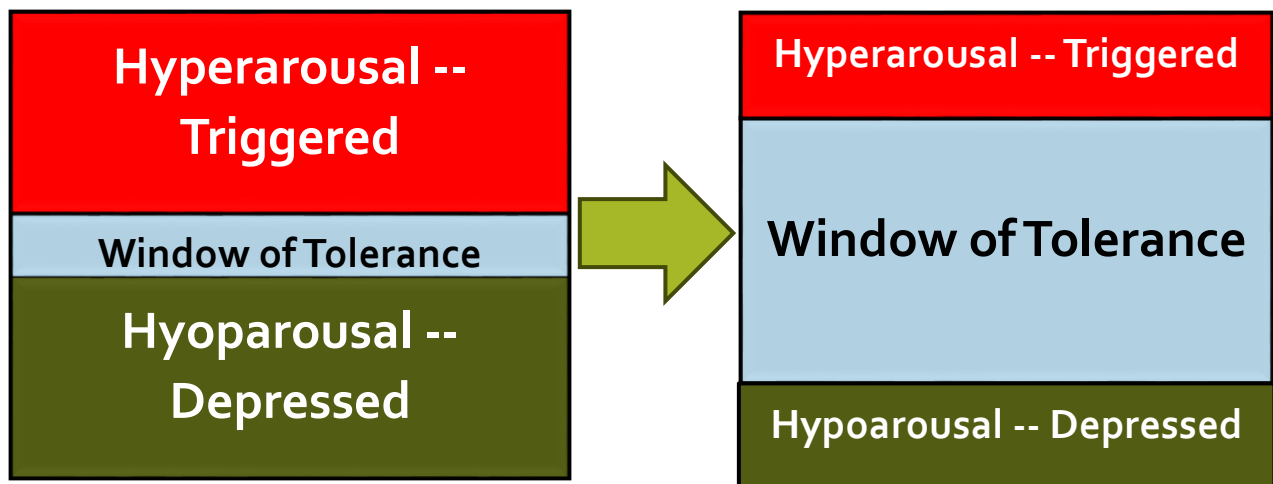 Hyperarousal --
Triggered
Window of Tolerance
Hyoparousal --
Depressed
Hyperarousal -- Triggered
Window of Tolerance
Hypoarousal -- Depressed